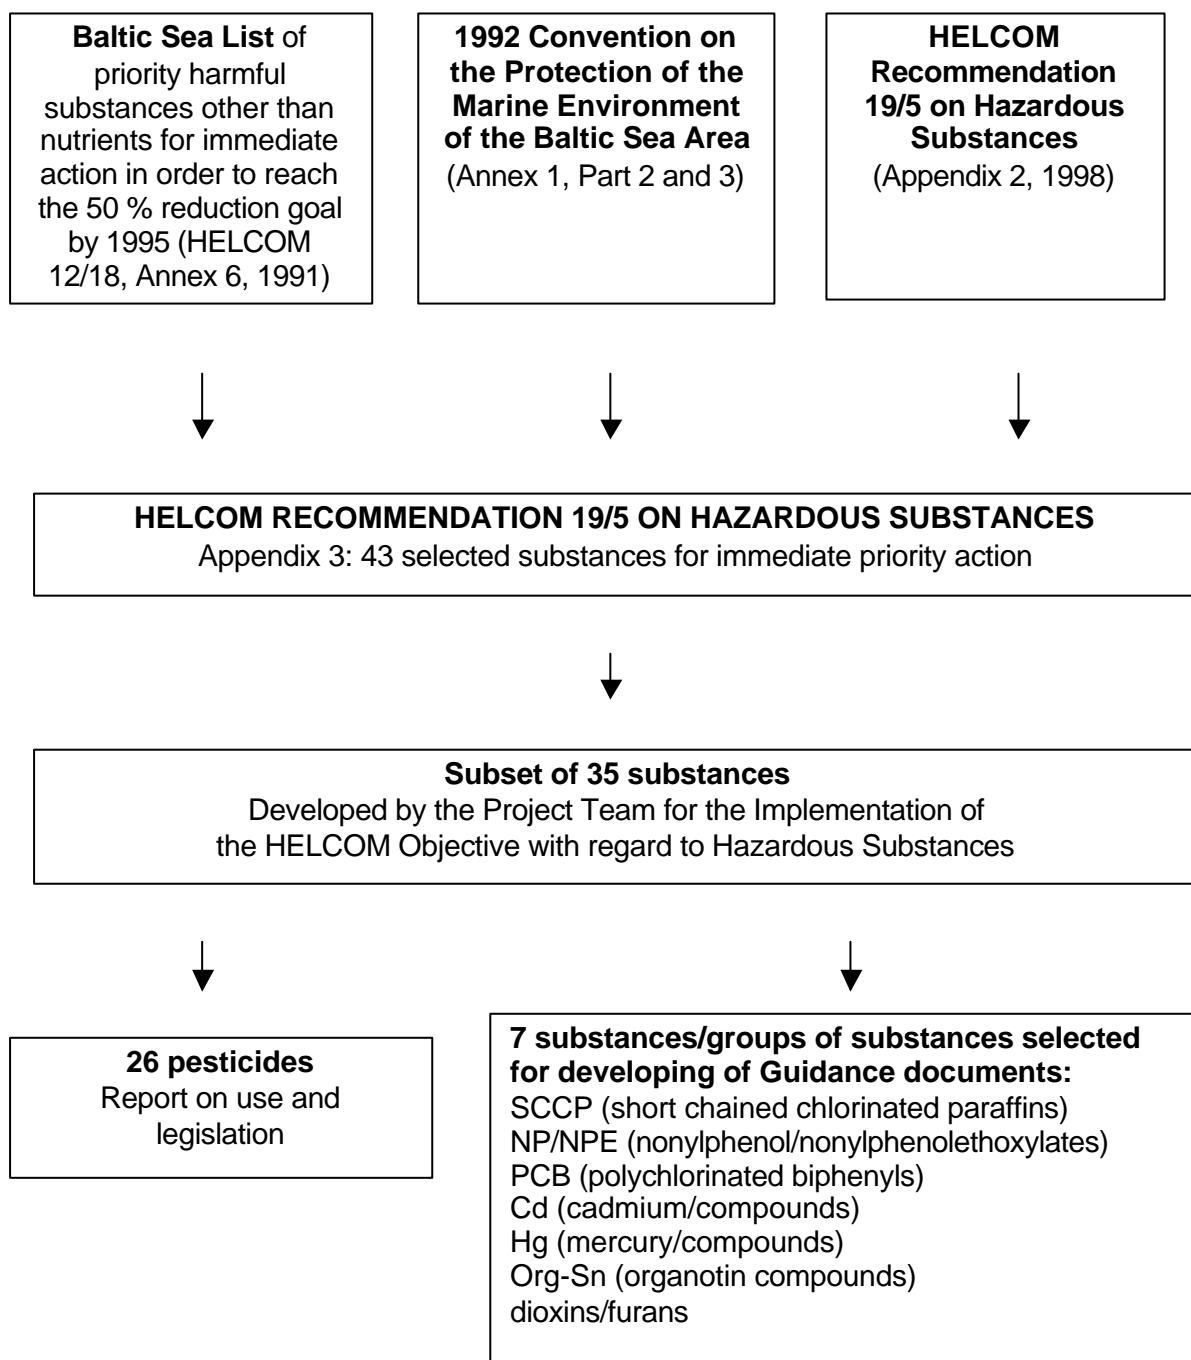 Baltic Sea List of
priority harmful
substances other than
nutrients for immediate
action in order to reach
the 50 % reduction goal
by 1995 (HELCOM
12/18, Annex 6, 1991)
1992 Convention on
the Protection of the
Marine Environment
of the Baltic Sea Area
(Annex 1, Part 2 and 3)
HELCOM
Recommendation
19/5 on Hazardous
Substances
(Appendix 2, 1998)
HELCOM RECOMMENDATION 19/5 ON HAZARDOUS SUBSTANCES
Appendix 3: 43 selected substances for immediate priority action
Subset of 35 substances
Developed by the Project Team for the Implementation of
the HELCOM Objective with regard to Hazardous Substances
26 pesticides
Report on use and
legislation
7 substances/groups of substances selected
for developing of Guidance documents:
SCCP (short chained chlorinated paraffins)
NP/NPE (nonylphenol/nonylphenolethoxylates)
PCB (polychlorinated biphenyls)
Cd (cadmium/compounds)
Hg (mercury/compounds)
Org-Sn (organotin compounds)
dioxins/furans